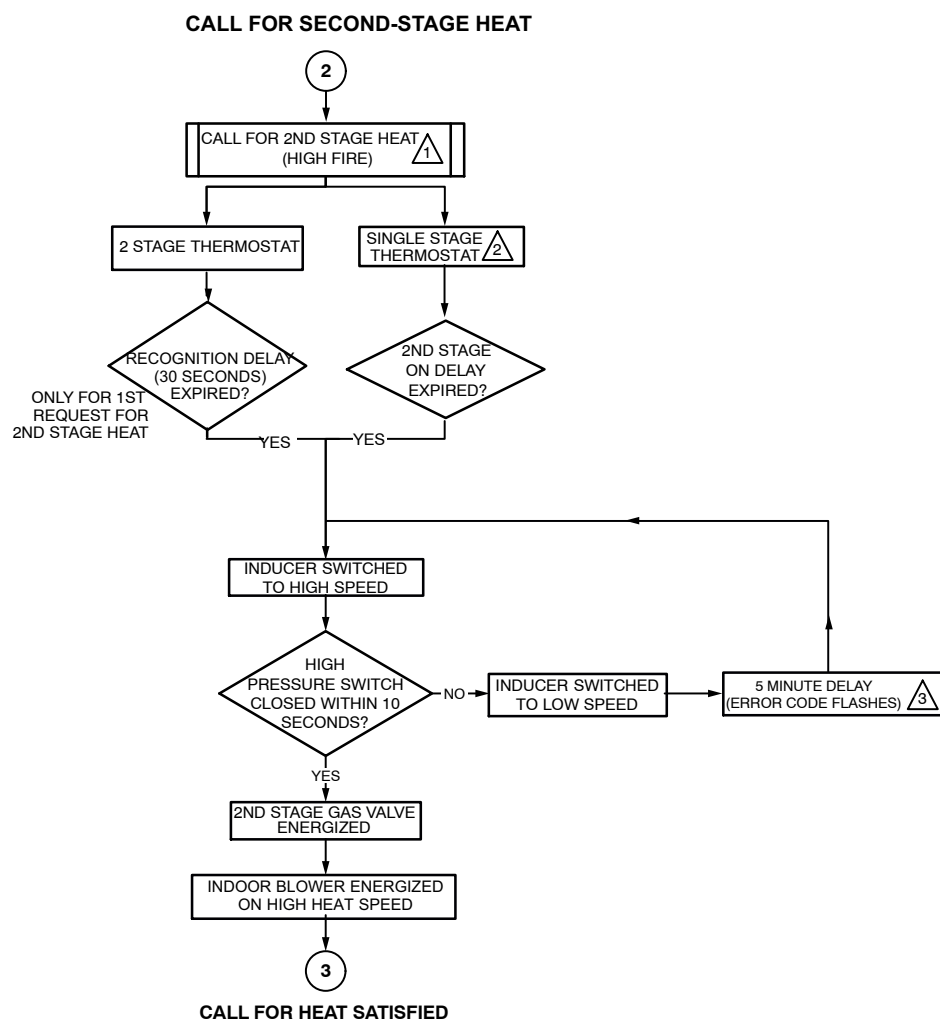 CALL FOR SECOND-STAGE HEAT
2
CALL FOR 2ND STAGE HEAT
(HIGH FIRE)
1
2 STAGE THERMOSTAT
SINGLE STAGE
THERMOSTAT
2
RECOGNITION DELAY
(30 SECONDS)
EXPIRED?
ONLY FOR 1ST
REQUEST FOR
2ND STAGE HEAT
2ND STAGE
ON DELAY
EXPIRED?
YES
YES
INDUCER SWITCHED
TO HIGH SPEED
HIGH
PRESSURE SWITCH
CLOSED WITHIN 10
SECONDS?
NO
INDUCER SWITCHED
TO LOW SPEED
5 MINUTE DELAY
(ERROR CODE FLASHES)
3
YES
2ND STAGE GAS VALVE
ENERGIZED
INDOOR BLOWER ENERGIZED
ON HIGH HEAT SPEED
3
CALL FOR HEAT SATISFIED